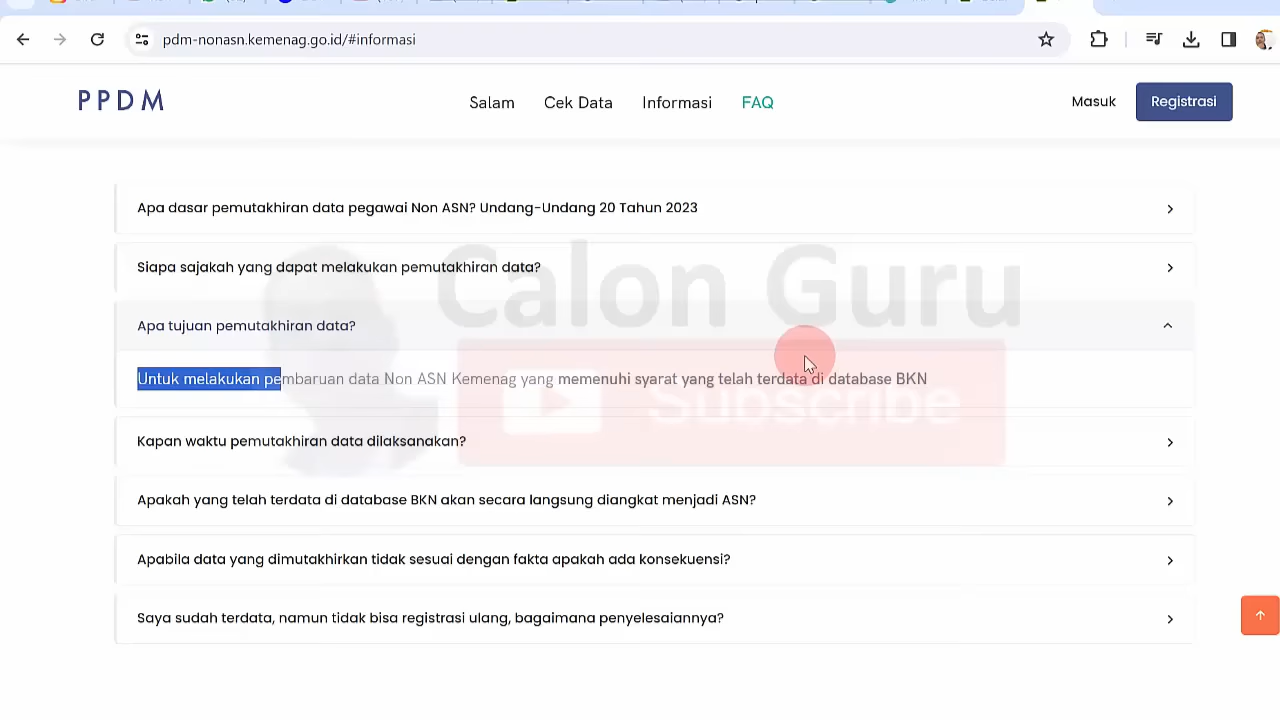 pdm-nonasn.kemenag.go.id/#informasi
PPDM
Salam
Cek Data
Informasi
FAQ
Masuk
Registrasi
Apa dasar pemutakhiran data pegawai Non ASN? Undang-Undang 20 Tahun 2023
Siapa sajakah yang dapat melakukan pemutakhiran data?
Calon Guru
Apa tujuan pemutakhiran data?
Untuk melakukan pembaruan data Non ASN Kemenag yang memenuhi syarat yang telah terdata di database BKN
Subscribe
Kapan waktu pemutakhiran data dilaksanakan?
Apakah yang telah terdata di database BKN akan secara langsung diangkat menjadi ASN?
Apabila data yang dimutakhirkan tidak sesuai dengan fakta apakah ada konsekuensi?
Saya sudah terdata, namun tidak bisa registrasi ulang, bagaimana penyelesaiannya?